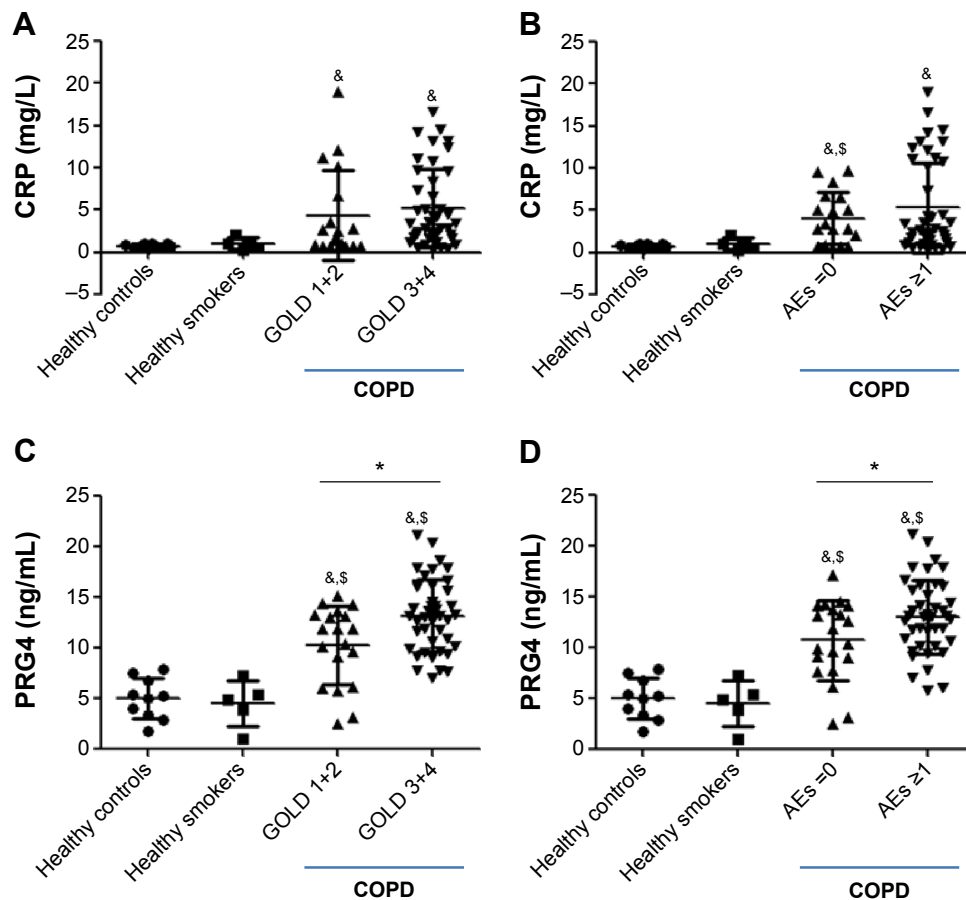 A
CRP (mg/L)
25
20
15
10
5
0
–5
&
&
Healthy controls
Healthy smokers
GOLD 1+2
GOLD 3+4
COPD
B
CRP (mg/L)
25
20
15
10
5
0
–5
&,$
&
Healthy controls
Healthy smokers
AEs =0
AEs ≥1
COPD
C
PRG4 (ng/mL)
25
20
15
10
5
0
*
&,$
&,$
Healthy controls
Healthy smokers
GOLD 1+2
GOLD 3+4
COPD
D
PRG4 (ng/mL)
25
20
15
10
5
0
*
&,$
&,$
Healthy controls
Healthy smokers
AEs =0
AEs ≥1
COPD